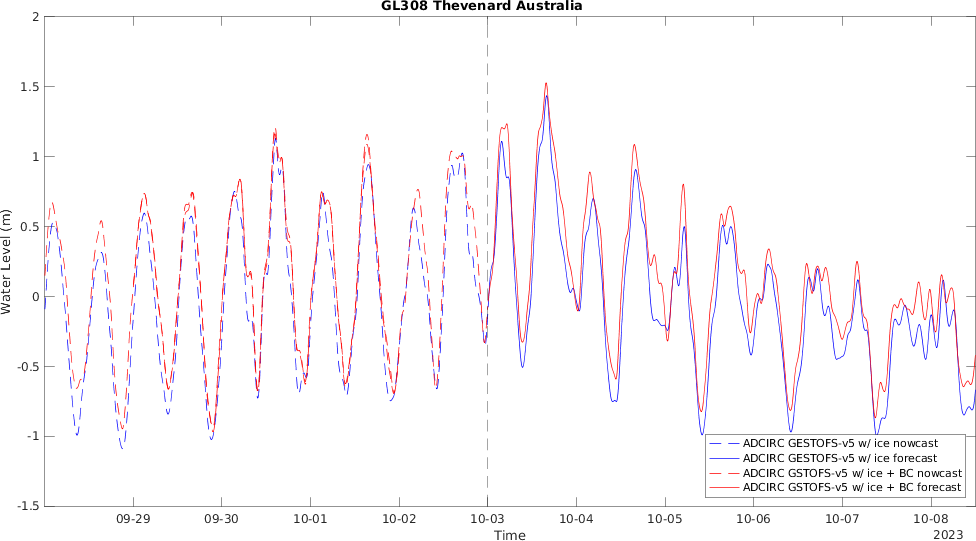 GL308 Thevenard Australia
2
1.5
1
0.5
0
-0.5
-1
-1.5
Water Level (m)
ADCIRC GESTOFS-v5 w/ ice nowcast
ADCIRC GESTOFS-v5 w/ ice forecast
ADCIRC GSTOFS-v5 w/ ice + BC nowcast
ADCIRC GSTOFS-v5 w/ ice + BC forecast
09-29 09-30 10-01 10-02 10-03 10-04 10-05 10-06 10-07 10-08
Time
2023